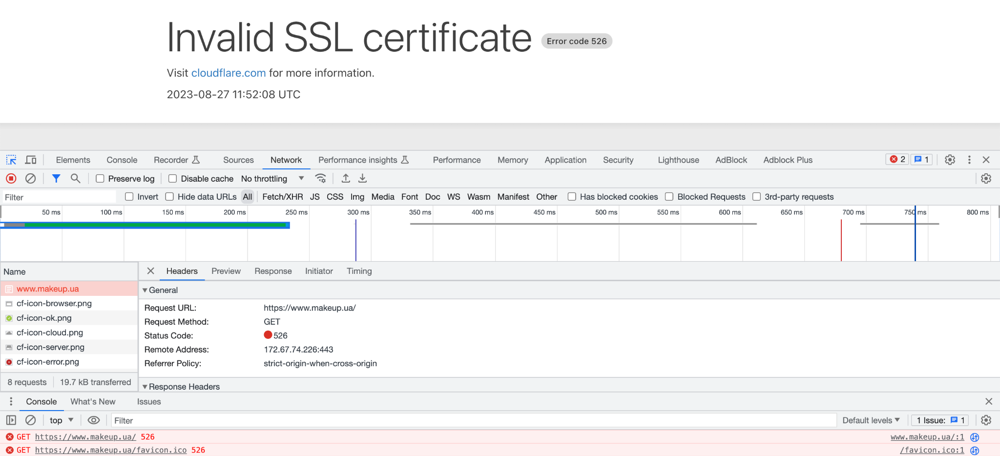 Invalid SSL certificate Error code 526
Visit cloudflare.com for more information.
2023-08-27 11:52:08 UTC
Elements Console Recorder Sources Network Performance insights Performance Memory Application Security Lighthouse AdBlock Adblock Plus 2 1
Preserve log Disable cache No throttling
Filter Invert Hide data URLs All Fetch/XHR JS CSS Img Media Font Doc WS Wasm Manifest Other Has blocked cookies Blocked Requests 3rd-party requests
50 ms 100 ms 150 ms 200 ms 250 ms 300 ms 350 ms 400 ms 450 ms 500 ms 550 ms 600 ms 650 ms 700 ms 750 ms 800 ms
Name Headers Preview Response Initiator Timing
www.makeup.ua
cf-icon-browser.png
cf-icon-ok.png
cf-icon-cloud.png
cf-icon-server.png
cf-icon-error.png
8 requests 19.7 kB transferred
General
Request URL: https://www.makeup.ua/
Request Method: GET
Status Code: 526
Remote Address: 172.67.74.226:443
Referrer Policy: strict-origin-when-cross-origin
Response Headers
Console What's New Issues
top Filter Default levels 1 Issue: 1
GET https://www.makeup.ua/ 526 www.makeup.ua/:1
GET https://www.makeup.ua/favicon.ico 526 /favicon.ico:1